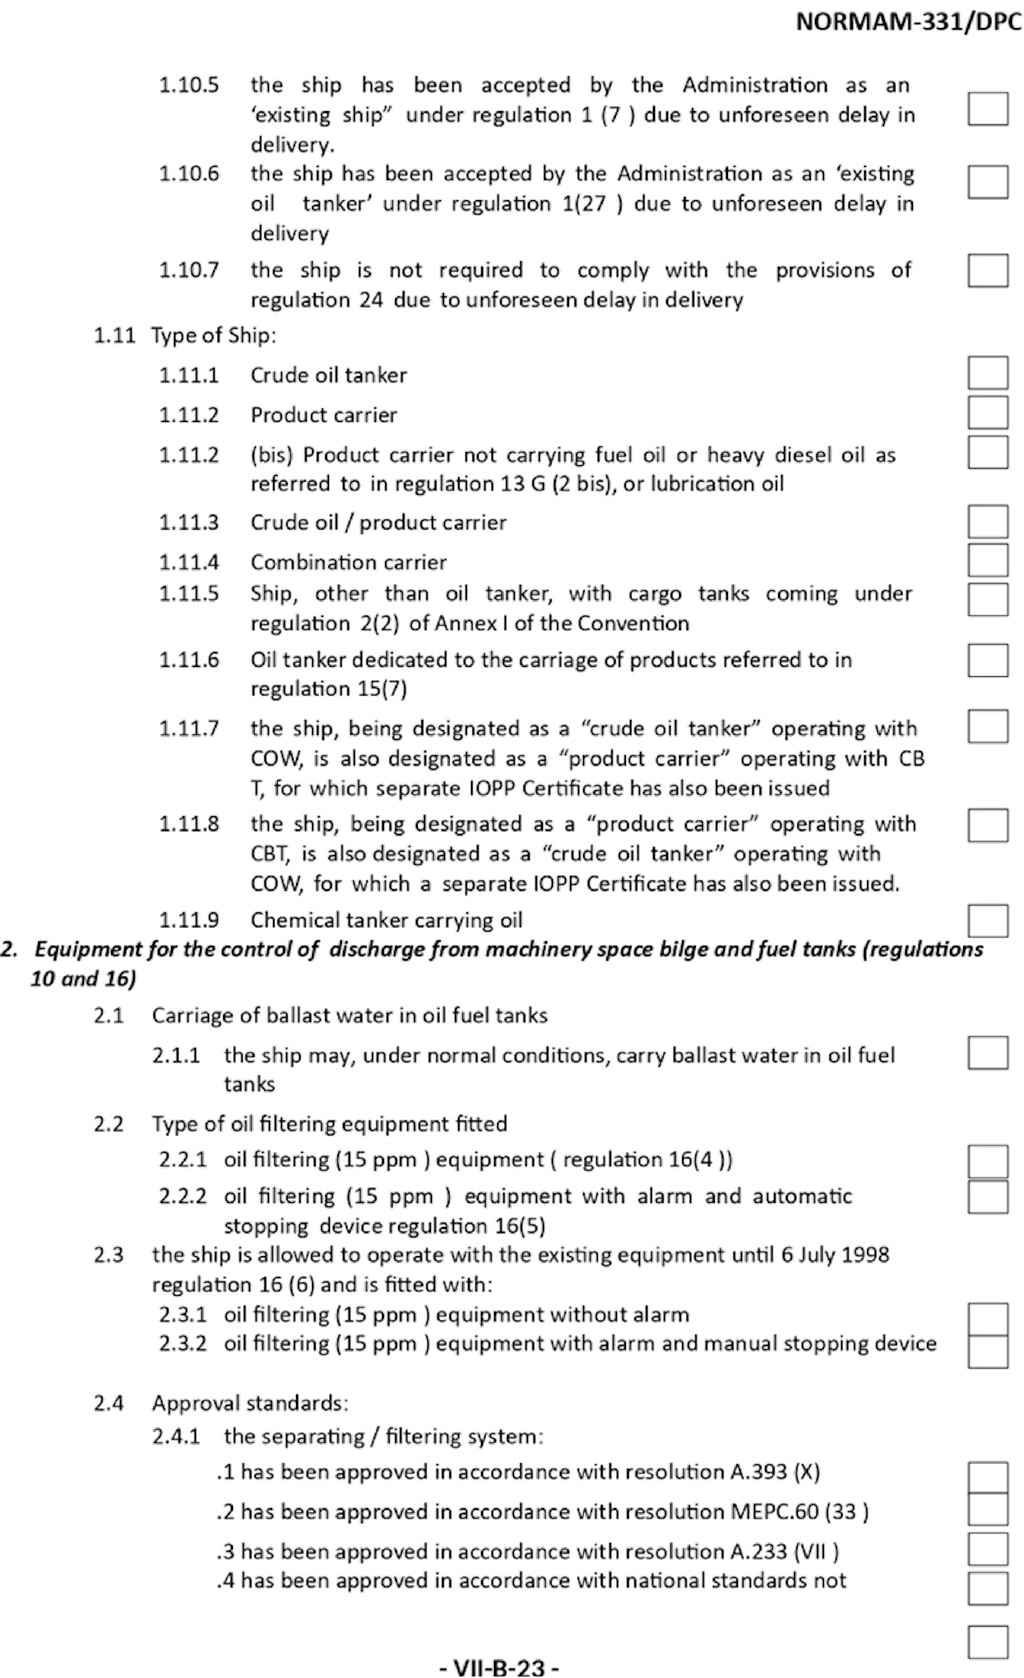 NORMAM-331/DPC
1.10.5 the ship has been accepted by the Administration as an
‘existing ship” under regulation 1 (7 ) due to unforeseen delay in
delivery.
1.10.6 the ship has been accepted by the Administration as an ‘existing
oil tanker’ under regulation 1(27 ) due to unforeseen delay in
delivery
1.10.7 the ship is not required to comply with the provisions of
regulation 24 due to unforeseen delay in delivery
1.11 Type of Ship:
1.11.1 Crude oil tanker
1.11.2 Product carrier
1.11.2 (bis) Product carrier not carrying fuel oil or heavy diesel oil as
referred to in regulation 13 G (2 bis), or lubrication oil
1.11.3 Crude oil / product carrier
1.11.4 Combination carrier
1.11.5 Ship, other than oil tanker, with cargo tanks coming under
regulation 2(2) of Annex I of the Convention
1.11.6 Oil tanker dedicated to the carriage of products referred to in
regulation 15(7)
1.11.7 the ship, being designated as a “crude oil tanker” operating with
COW, is also designated as a “product carrier” operating with CB
T, for which separate IOPP Certificate has also been issued
1.11.8 the ship, being designated as a “product carrier” operating with
CBT, is also designated as a “crude oil tanker” operating with
COW, for which a separate IOPP Certificate has also been issued.
1.11.9 Chemical tanker carrying oil
2. Equipment for the control of discharge from machinery space bilge and fuel tanks (regulations
10 and 16)
2.1 Carriage of ballast water in oil fuel tanks
2.1.1 the ship may, under normal conditions, carry ballast water in oil fuel
tanks
2.2 Type of oil filtering equipment fitted
2.2.1 oil filtering (15 ppm ) equipment ( regulation 16(4 ))
2.2.2 oil filtering (15 ppm ) equipment with alarm and automatic
stopping device regulation 16(5)
2.3 the ship is allowed to operate with the existing equipment until 6 July 1998
regulation 16 (6) and is fitted with:
2.3.1 oil filtering (15 ppm ) equipment without alarm
2.3.2 oil filtering (15 ppm ) equipment with alarm and manual stopping device
2.4 Approval standards:
2.4.1 the separating / filtering system:
.1 has been approved in accordance with resolution A.393 (X)
.2 has been approved in accordance with resolution MEPC.60 (33 )
.3 has been approved in accordance with resolution A.233 (VII )
.4 has been approved in accordance with national standards not
- VII-B-23 -